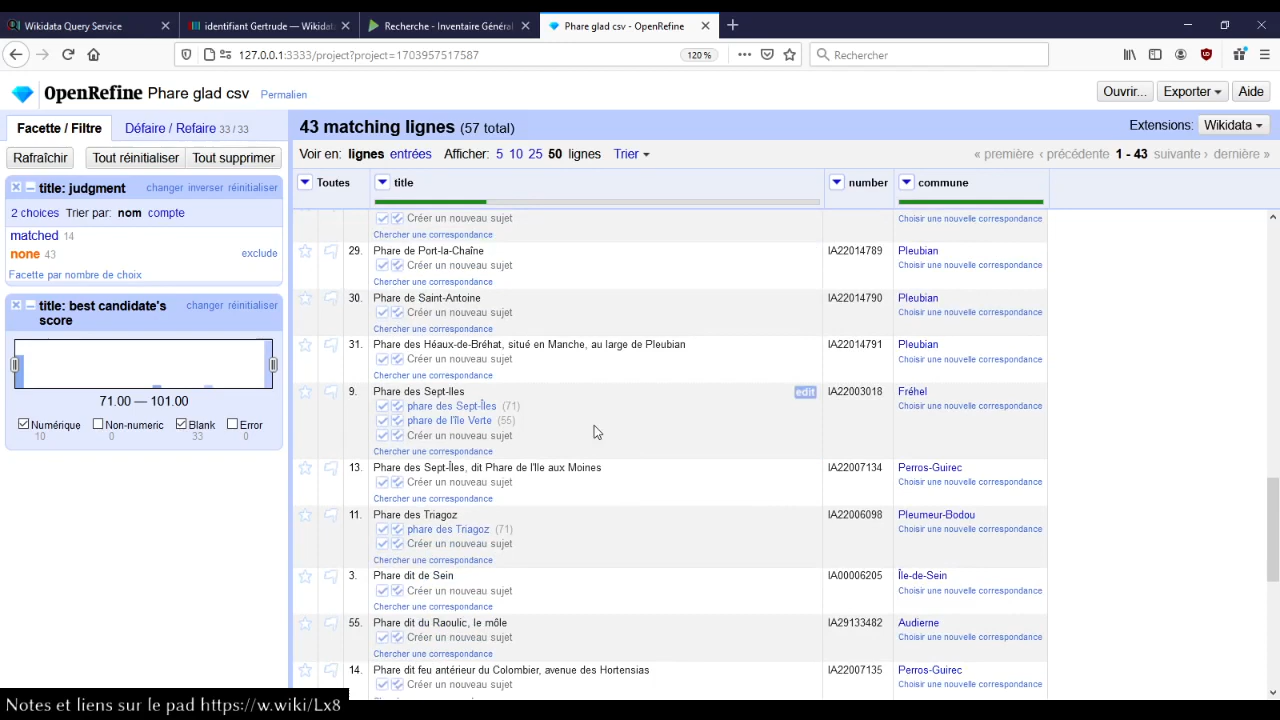 Wikidata Query Service
identifiant Gertrude — Wikidata
Recherche - Inventaire Général
Phare glad csv - OpenRefine
127.0.0.1:3333/project?project=1703957517587
120 %
Rechercher
OpenRefine Phare glad csv Permalien
Ouvrir... Exporter Aide
Facette / Filtre Défaire / Refaire 33 / 33
43 matching lignes (57 total)
Extensions: Wikidata
Rafraîchir Tout réinitialiser Tout supprimer
Voir en: lignes entrées Afficher: 5 10 25 50 lignes Trier
« première ‹ précédente 1 - 43 suivante › dernière »
title: judgment changer inverser réinitialiser
2 choices Trier par: nom compte
matched 14
none 43 exclude
Facette par nombre de choix
title: best candidate's score changer réinitialiser
71.00 — 101.00
Numérique Non-numeric Blank Error
10 0 33 0
Toutes title number commune
Créer un nouveau sujet Choisir une nouvelle correspondance
Chercher une correspondance
29. Phare de Port-la-Chaîne IA22014789 Pleubian
Créer un nouveau sujet Choisir une nouvelle correspondance
Chercher une correspondance
30. Phare de Saint-Antoine IA22014790 Pleubian
Créer un nouveau sujet Choisir une nouvelle correspondance
Chercher une correspondance
31. Phare des Héaux-de-Bréhat, situé en Manche, au large de Pleubian IA22014791 Pleubian
Créer un nouveau sujet Choisir une nouvelle correspondance
Chercher une correspondance
9. Phare des Sept-Iles edit IA22003018 Fréhel
phare des Sept-Îles (71) Choisir une nouvelle correspondance
phare de l'île Verte (55)
Créer un nouveau sujet
Chercher une correspondance
13. Phare des Sept-Îles, dit Phare de l'Ile aux Moines IA22007134 Perros-Guirec
Créer un nouveau sujet Choisir une nouvelle correspondance
Chercher une correspondance
11. Phare des Triagoz IA22006098 Pleumeur-Bodou
phare des Triagoz (71) Choisir une nouvelle correspondance
Créer un nouveau sujet
Chercher une correspondance
3. Phare dit de Sein IA00006205 Île-de-Sein
Créer un nouveau sujet Choisir une nouvelle correspondance
Chercher une correspondance
55. Phare dit du Raoulic, le môle IA29133482 Audierne
Créer un nouveau sujet Choisir une nouvelle correspondance
Chercher une correspondance
14. Phare dit feu antérieur du Colombier, avenue des Hortensias IA22007135 Perros-Guirec
Créer un nouveau sujet Choisir une nouvelle correspondance
Notes et liens sur le pad https://w.wiki/Lx8